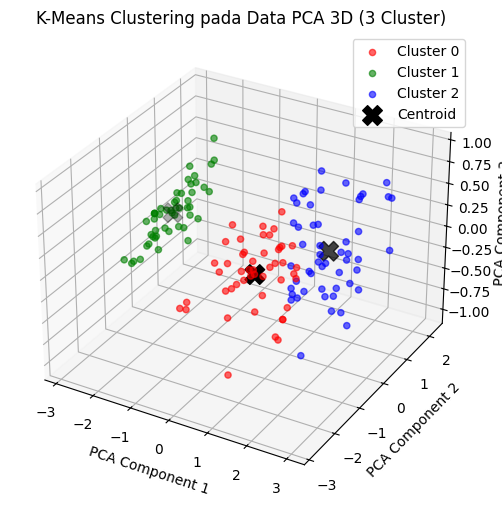 K-Means Clustering pada Data PCA 3D (3 Cluster)
Cluster 0
Cluster 1
Cluster 2
Centroid
1.00
0.75
0.50
0.25
0.00
−0.25
−0.50
−0.75
−1.00
PCA Component
−3
−2
−1
0
1
2
3
PCA Component 1
−3
−2
−1
0
1
2
PCA Component 2